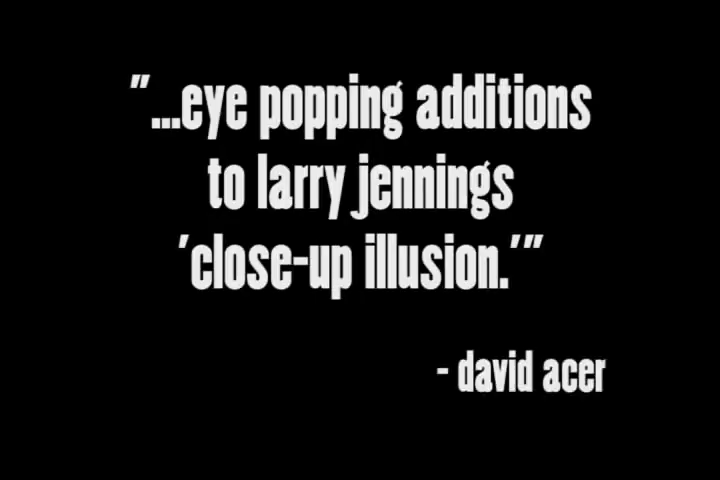 "...eye popping additions
to larry jennings
'close-up illusion.'"
- david acer